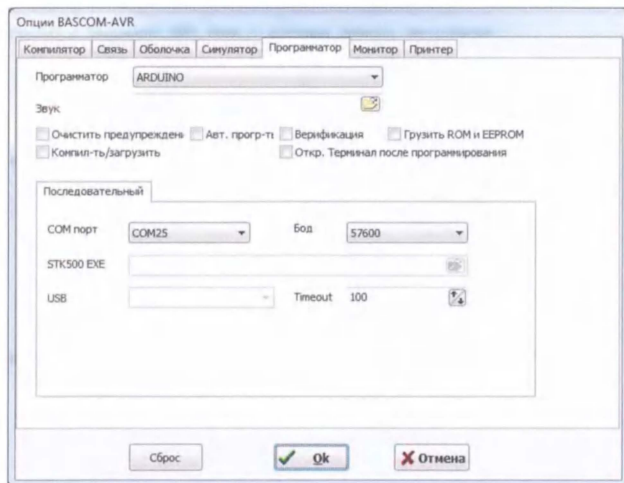 Опции BASCOM-AVR
Компилятор Связь Оболочка Симулятор Программатор Монитор Принтер
Программатор ARDUINO
Звук
Очистить предупрежден Авт. прогр-ти Верификация Грузить ROM и EEPROM
Компил-ть/загрузить Откр. Терминал после программирования
Последовательный
COM порт COM25 Бод 57600
STK500 EXE
USB Timeout 100
Сброс Ok Отмена